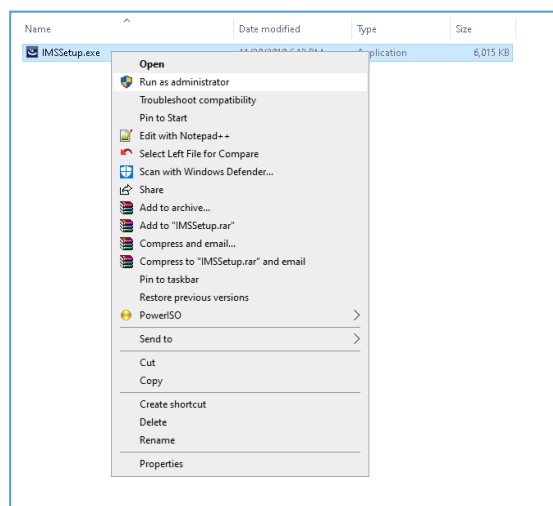 Name Date modified Type Size
IMSSetup.exe 6,015 KB
Open
Run as administrator
Troubleshoot compatibility
Pin to Start
Edit with Notepad++
Select Left File for Compare
Scan with Windows Defender...
Share
Add to archive...
Add to "IMSSetup.rar"
Compress and email...
Compress to "IMSSetup.rar" and email
Pin to taskbar
Restore previous versions
PowerISO
Send to
Cut
Copy
Create shortcut
Delete
Rename
Properties